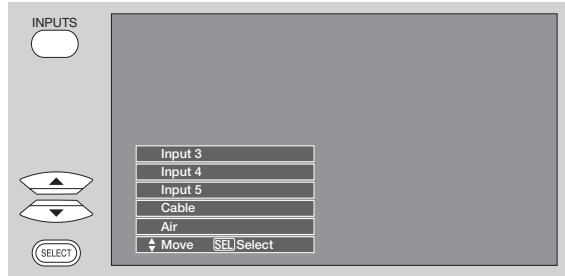 INPUTS
Input 3
Input 4
Input 5
Cable
Air
Move SEL Select
SELECT